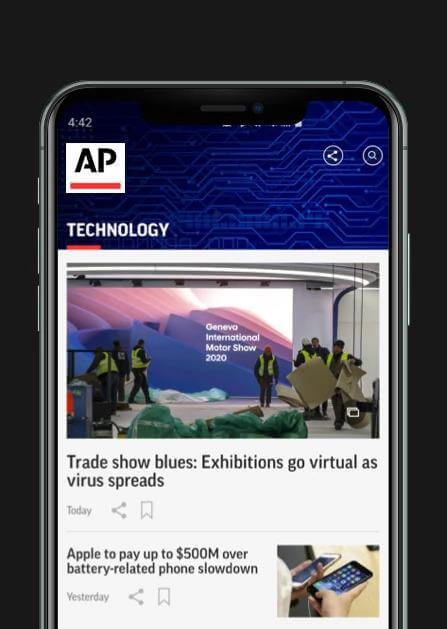 4:42
AP
TECHNOLOGY
Geneva
International
Motor Show
2020
Trade show blues: Exhibitions go virtual as
virus spreads
Today
Apple to pay up to $500M over
battery-related phone slowdown
Yesterday